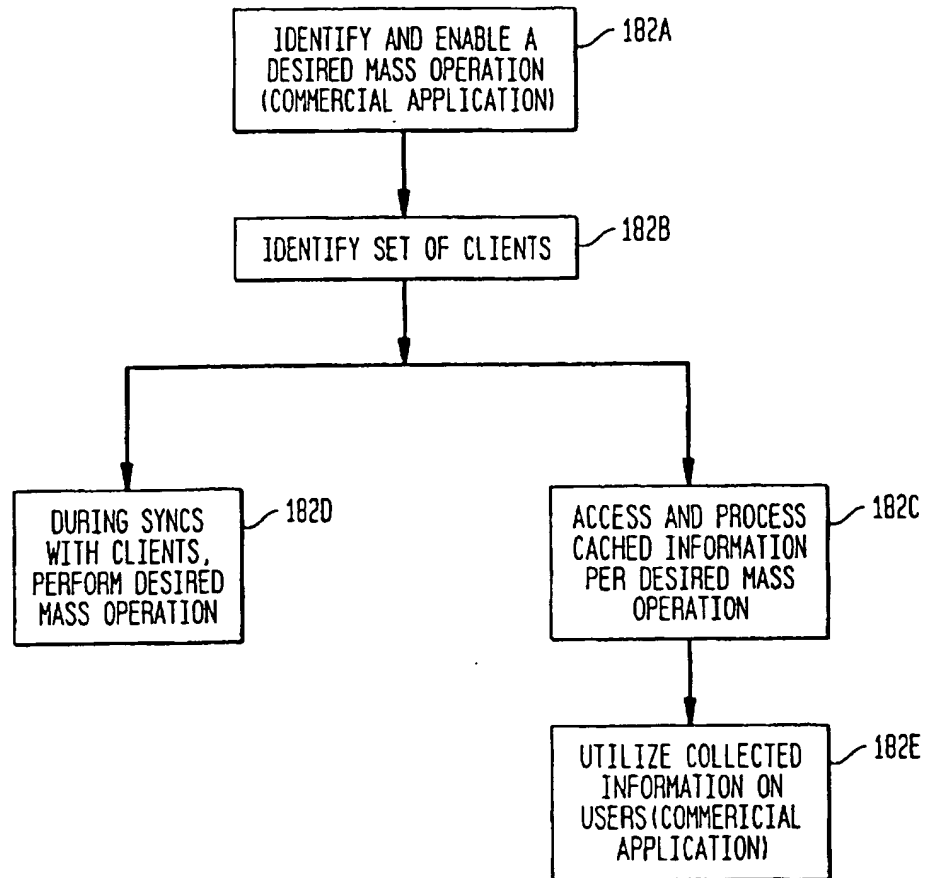 IDENTIFY AND ENABLE A
DESIRED MASS OPERATION
(COMMERCIAL APPLICATION)
182A
IDENTIFY SET OF CLIENTS
182B
DURING SYNCS
WITH CLIENTS,
PERFORM DESIRED
MASS OPERATION
182D
ACCESS AND PROCESS
CACHED INFORMATION
PER DESIRED MASS
OPERATION
182C
UTILIZE COLLECTED
INFORMATION ON
USERS(COMMERICIAL
APPLICATION)
182E